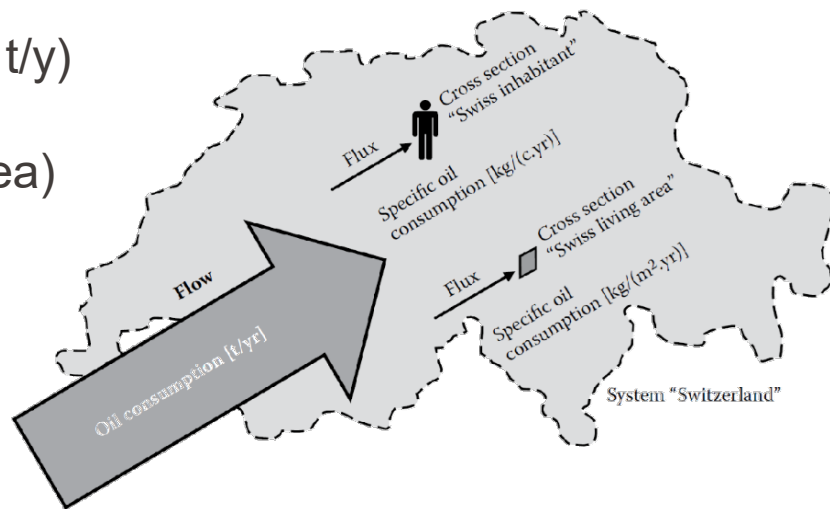 t/y)
ea)
Cross section
“Swiss inhabitant”
Flux
Specific oil
consumption [kg/(c.yr)]
Cross section
“Swiss living area”
Flow
Flux
Specific oil
consumption [kg/(m².yr)]
Oil consumption [t/yr]
System “Switzerland”